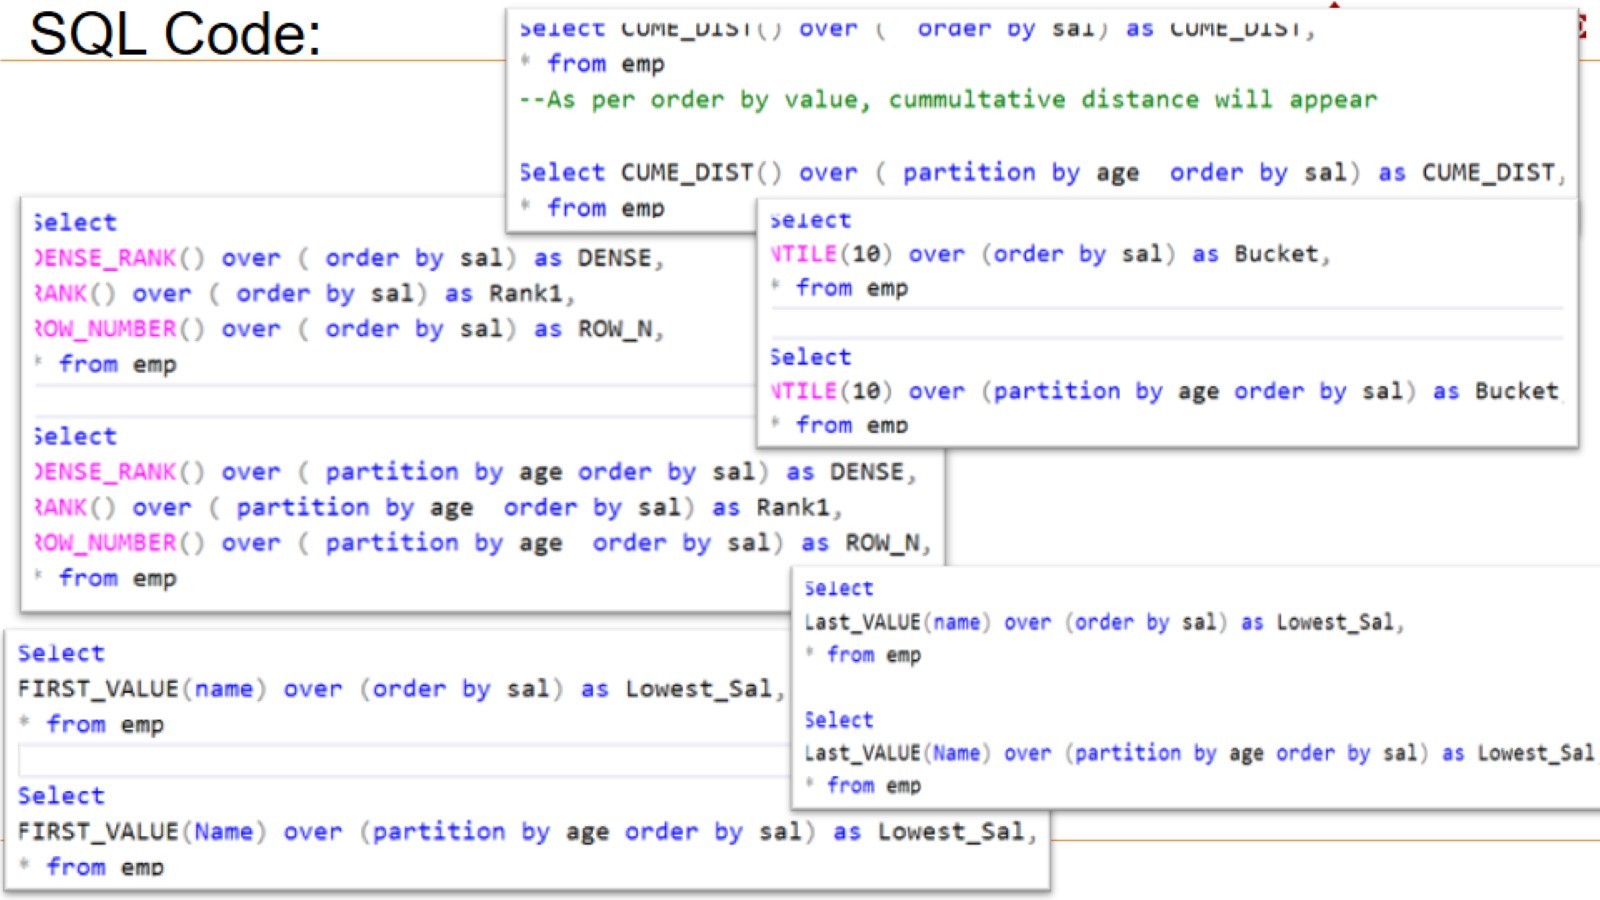 SQL Code:
Select CUME_DIST() over (  order by sal) as CUME_DIST,
* from emp
--As per order by value, cummultative distance will appear
Select CUME_DIST() over ( partition by age  order by sal) as CUME_DIST,
* from emp
Select
DENSE_RANK() over ( order by sal) as DENSE,
RANK() over ( order by sal) as Rank1,
ROW_NUMBER() over ( order by sal) as ROW_N,
* from emp
Select
DENSE_RANK() over ( partition by age order by sal) as DENSE,
RANK() over ( partition by age  order by sal) as Rank1,
ROW_NUMBER() over ( partition by age  order by sal) as ROW_N,
* from emp
Select
NTILE(10) over (order by sal) as Bucket,
* from emp
Select
NTILE(10) over (partition by age order by sal) as Bucket
* from emp
Select
FIRST_VALUE(name) over (order by sal) as Lowest_Sal,
* from emp
Select
FIRST_VALUE(Name) over (partition by age order by sal) as Lowest_Sal,
* from emp
Select
Last_VALUE(name) over (order by sal) as Lowest_Sal,
* from emp
Select
Last_VALUE(Name) over (partition by age order by sal) as Lowest_Sal
* from emp